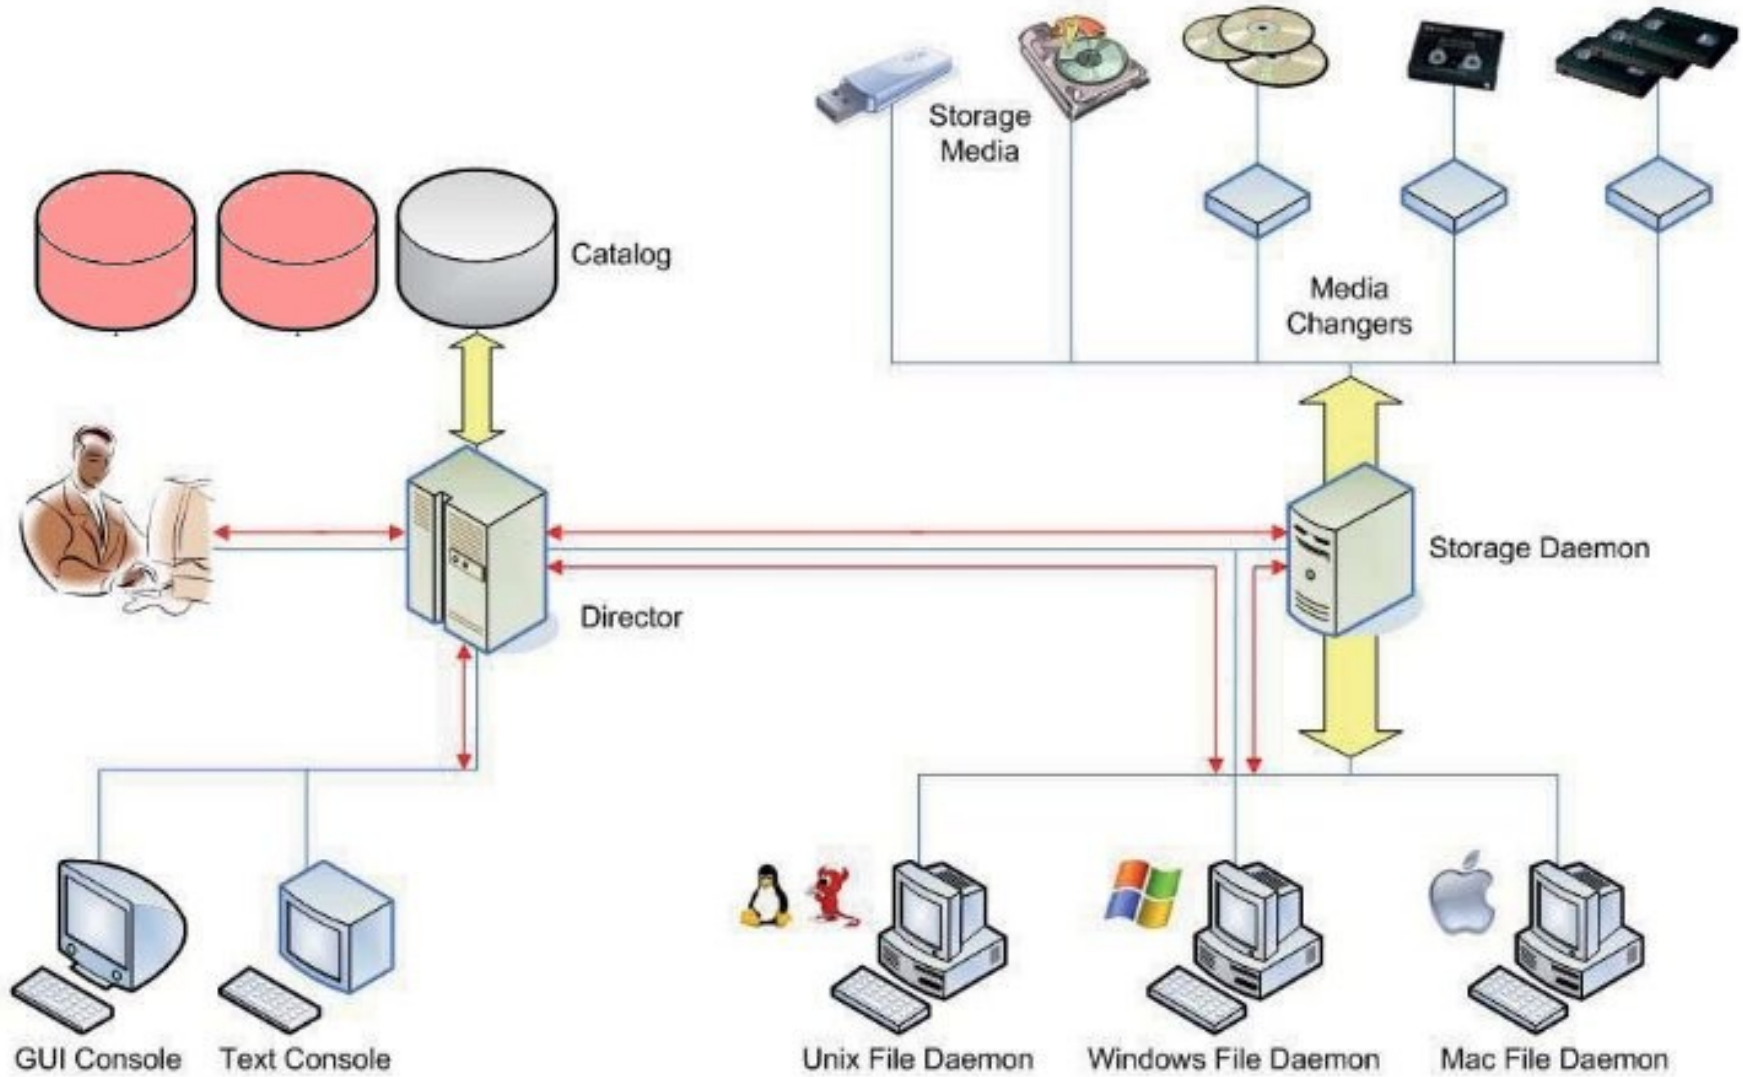 Storage
Media
Catalog
Media
Changers
Storage Daemon
Director
GUI Console
Text Console
Unix File Daemon
Windows File Daemon
Mac File Daemon